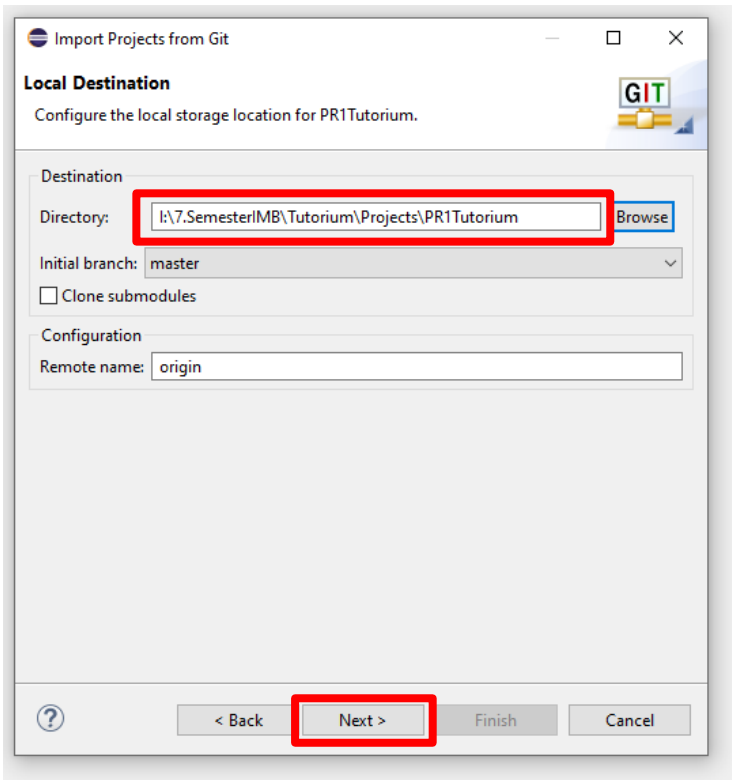 Import Projects from Git
Local Destination
Configure the local storage location for PR1Tutorium.
GIT
Destination
Directory: I:\7.SemesterIMB\Tutorium\Projects\PR1Tutorium Browse
Initial branch: master
Clone submodules
Configuration
Remote name: origin
? < Back Next > Finish Cancel